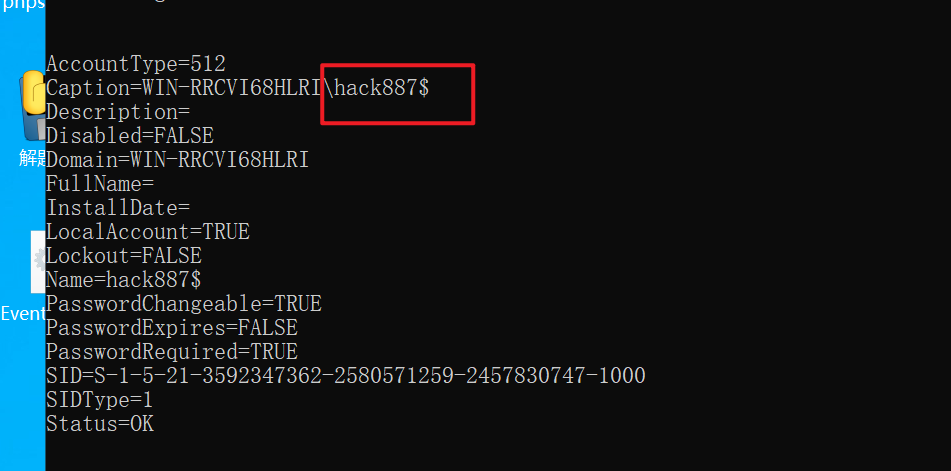 phps
AccountType=512
Caption=WIN-RRCVI68HLRI\hack887$
Description=
Disabled=FALSE
解题
Domain=WIN-RRCVI68HLRI
FullName=
InstallDate=
LocalAccount=TRUE
Lockout=FALSE
Name=hack887$
PasswordChangeable=TRUE
Event
PasswordExpires=FALSE
PasswordRequired=TRUE
SID=S-1-5-21-3592347362-2580571259-2457830747-1000
SIDType=1
Status=OK